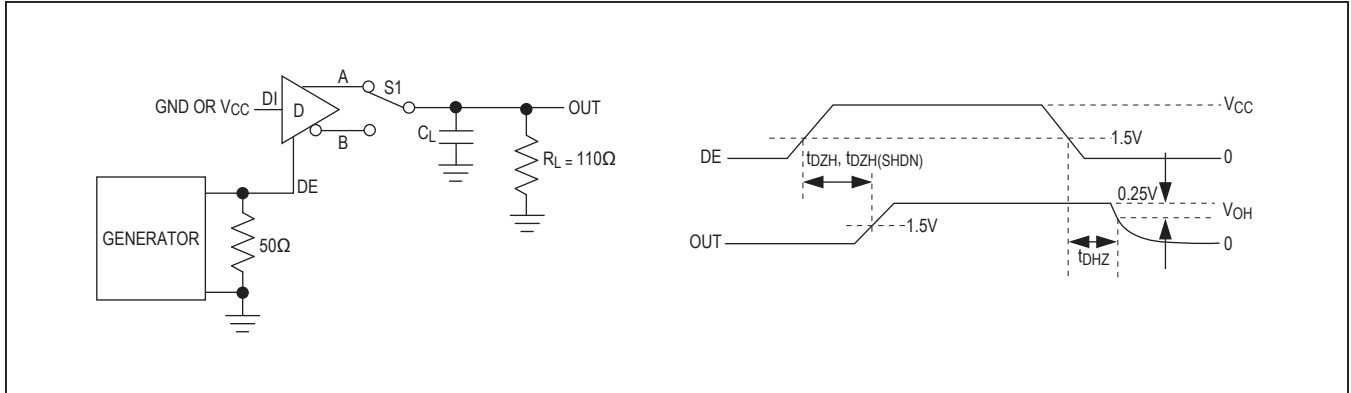 A
S1
GND OR VCC
DI
D
OUT
B
CL
RL = 110Ω
DE
GENERATOR
50Ω
VCC
1.5V
DE
0
tDZH, tDZH(SHDN)
0.25V
VOH
1.5V
OUT
0
tDHZ